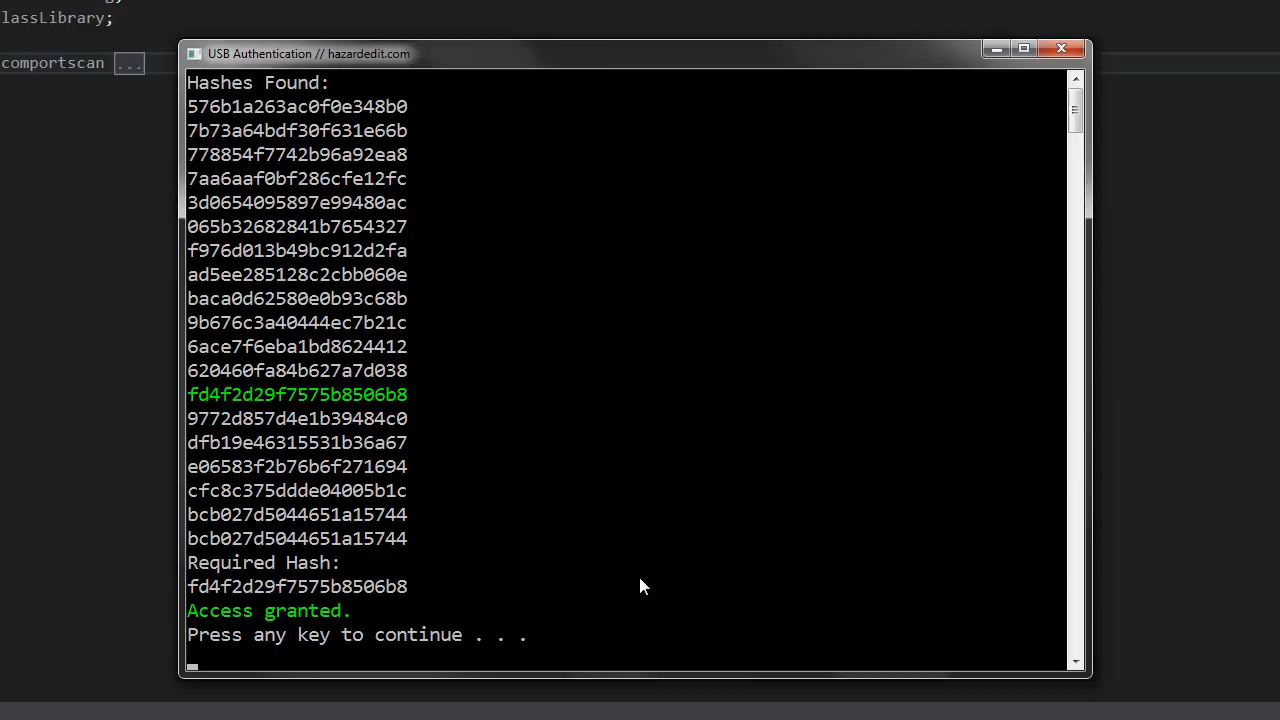 lassLibrary;
comportscan ...
USB Authentication // hazardedit.com
Hashes Found:
576b1a263ac0f0e348b0
7b73a64bdf30f631e66b
778854f7742b96a92ea8
7aa6aaf0bf286cfe12fc
3d0654095897e99480ac
065b32682841b7654327
f976d013b49bc912d2fa
ad5ee285128c2cbb060e
baca0d62580e0b93c68b
9b676c3a40444ec7b21c
6ace7f6eba1bd8624412
620460fa84b627a7d038
fd4f2d29f7575b8506b8
9772d857d4e1b39484c0
dfb19e46315531b36a67
e06583f2b76b6f271694
cfc8c375ddde04005b1c
bcb027d5044651a15744
bcb027d5044651a15744
Required Hash:
fd4f2d29f7575b8506b8
Access granted.
Press any key to continue . . .